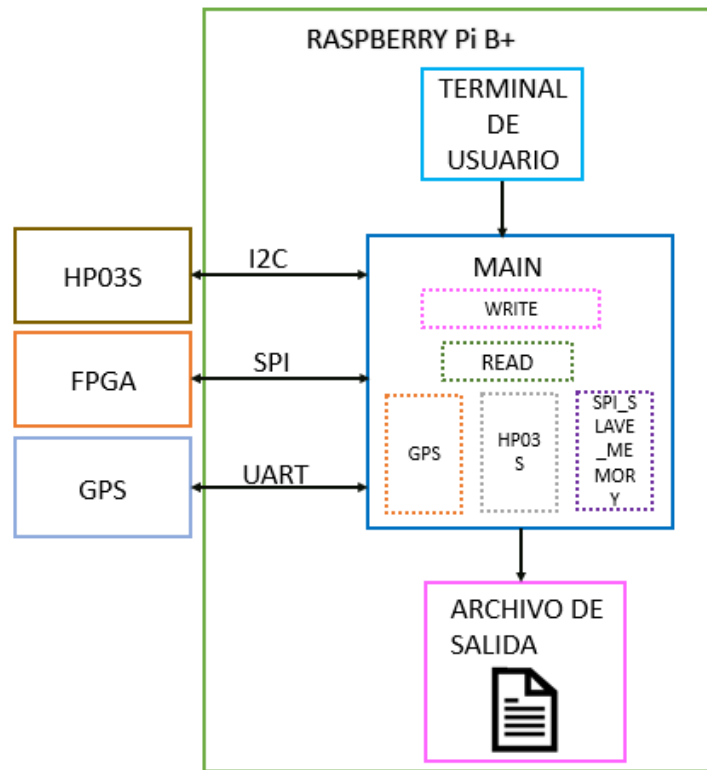 RASPBERRY Pi B+
TERMINAL
DE
USUARIO
HP03S
I2C
MAIN
WRITE
FPGA
SPI
READ
GPS
UART
GPS
HP03
S
SPI_S
LAVE
_ME
MOR
Y
ARCHIVO DE
SALIDA